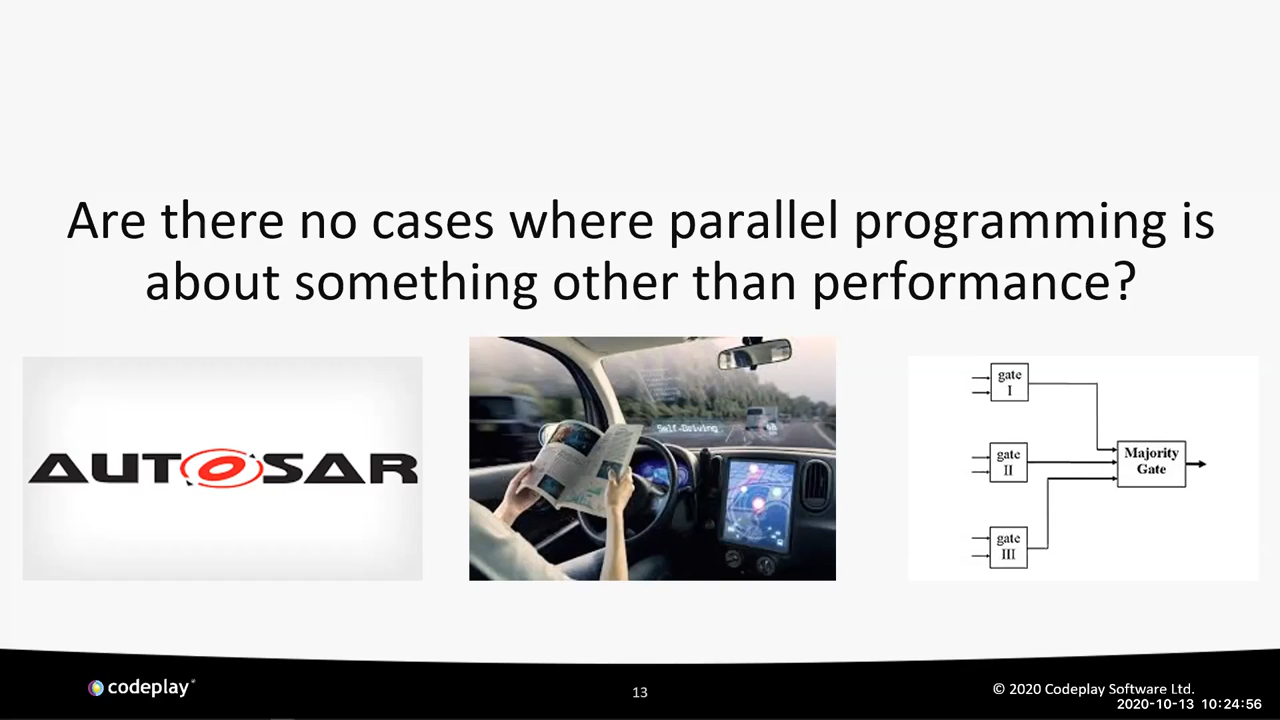 Are there no cases where parallel programming is
about something other than performance?
AUTOSAR
Self-Driving
gate
I
gate
II
gate
III
Majority
Gate
codeplay®
13
© 2020 Codeplay Software Ltd.
2020-10-13 10:24:56